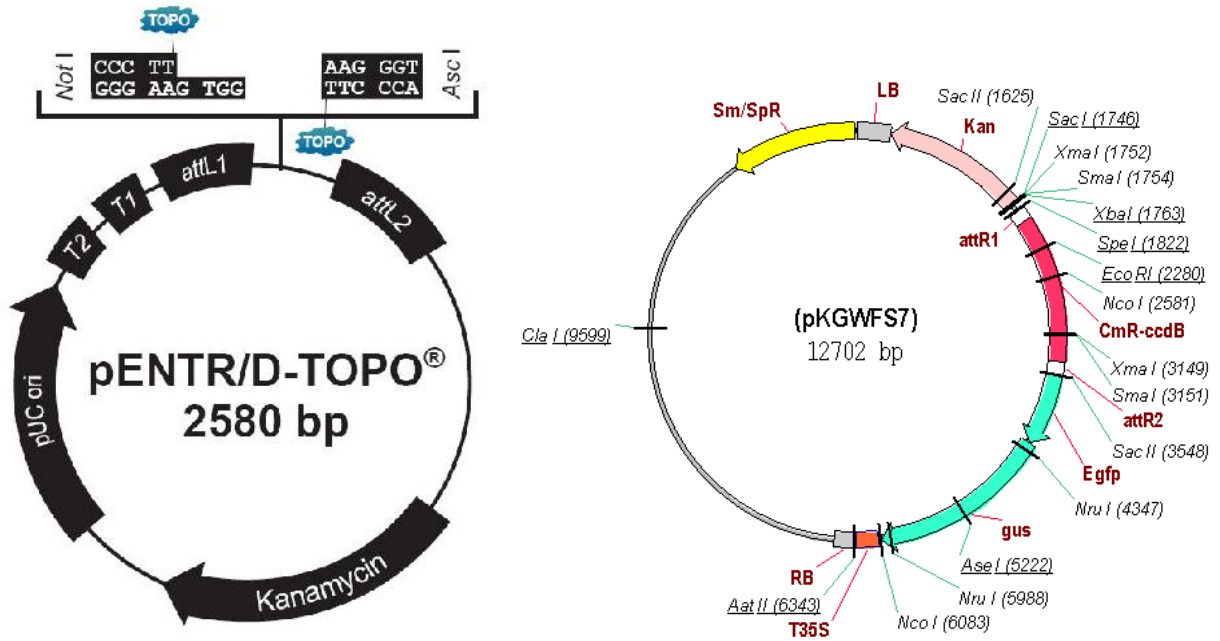 TOPO
Not I
CCC TT
GGG AAG TGG
AAG GGT
TTC CCA
Asc I
TOPO
attL1
attL2
T1
T2
pUC ori
pENTR/D-TOPO®
2580 bp
Kanamycin
LB
Sm/SpR
Kan
Sac II (1625)
Sac I (1746)
Xma I (1752)
Sma I (1754)
Xba I (1763)
attR1
Spe I (1822)
Eco RI (2280)
Nco I (2581)
CmR-ccdB
(pKGWFS7)
12702 bp
Cla I (9599)
Xma I (3149)
Sma I (3151)
attR2
Sac II (3548)
Egfp
Nru I (4347)
gus
Ase I (5222)
RB
Nru I (5988)
Aat II (6343)
Nco I (6083)
T35S